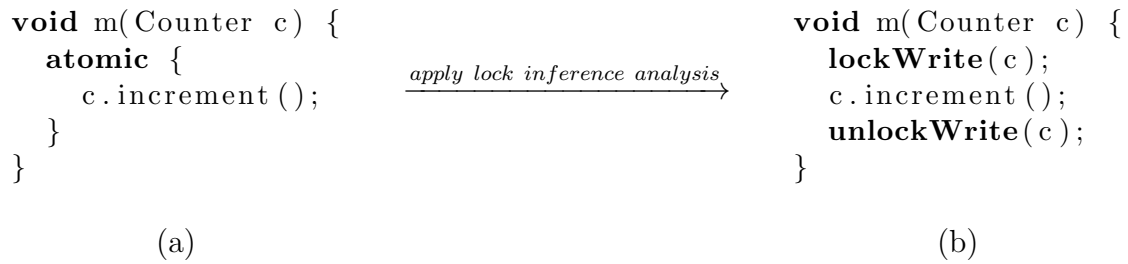 void m(Counter c) {
  atomic {
    c.increment();
  }
}
(a)
apply lock inference analysis
void m(Counter c) {
  lockWrite(c);
  c.increment();
  unlockWrite(c);
}
(b)